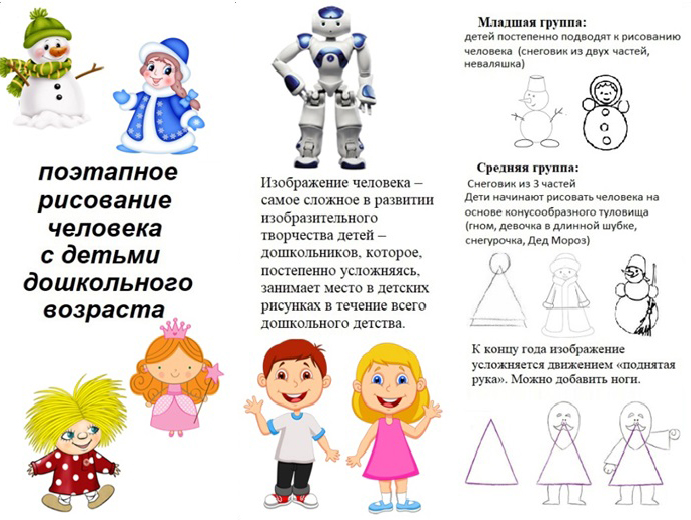 поэтапное
рисование
человека
с детьми
дошкольного
возраста
Изображение человека –
самое сложное в развитии
изобразительного
творчества детей –
дошкольников, которое,
постепенно усложняясь,
занимает место в детских
рисунках в течение всего
дошкольного детства.
Младшая группа:
детей постепенно подводят к рисованию
человека (снеговик из двух частей,
неваляшка)
Средняя группа:
Снеговик из 3 частей
Дети начинают рисовать человека на
основе конусообразного туловища
(гном, девочка в длинной шубке,
снегурочка, Дед Мороз)
К концу года изображение
усложняется движением «поднятая
рука». Можно добавить ноги.